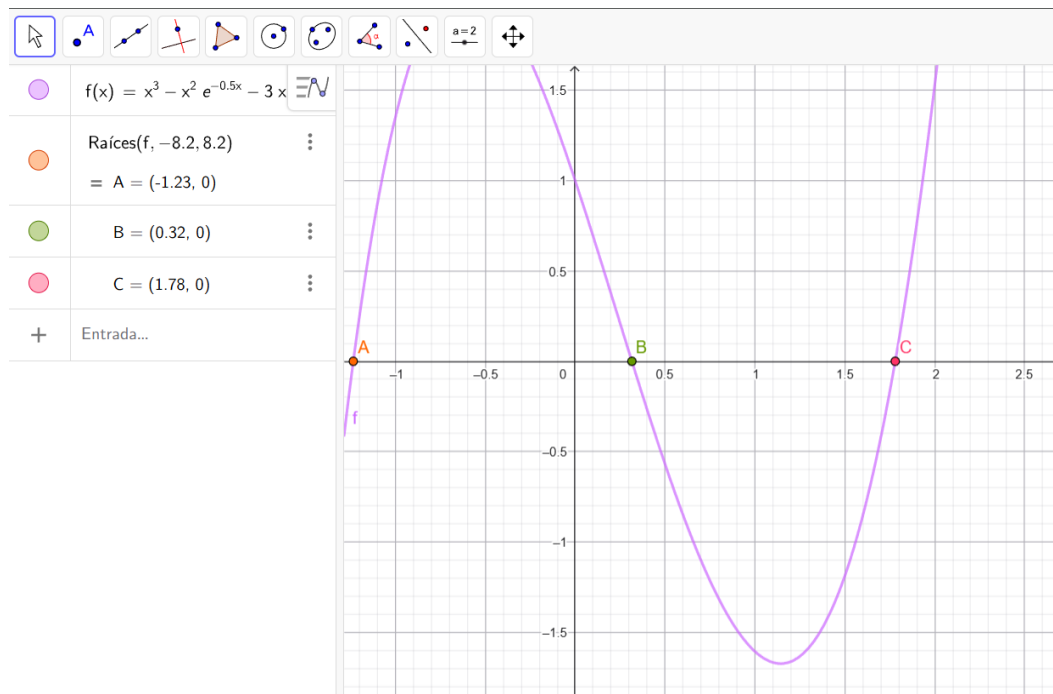 A
α
a=2
f(x) = x³ − x² e^(−0.5x) − 3 x
Raíces(f, −8.2, 8.2)
= A = (-1.23, 0)
B = (0.32, 0)
C = (1.78, 0)
+ Entrada...
1.5
1
0.5
A
B
C
−1
−0.5
0
0.5
1
1.5
2
2.5
f
−0.5
−1
−1.5